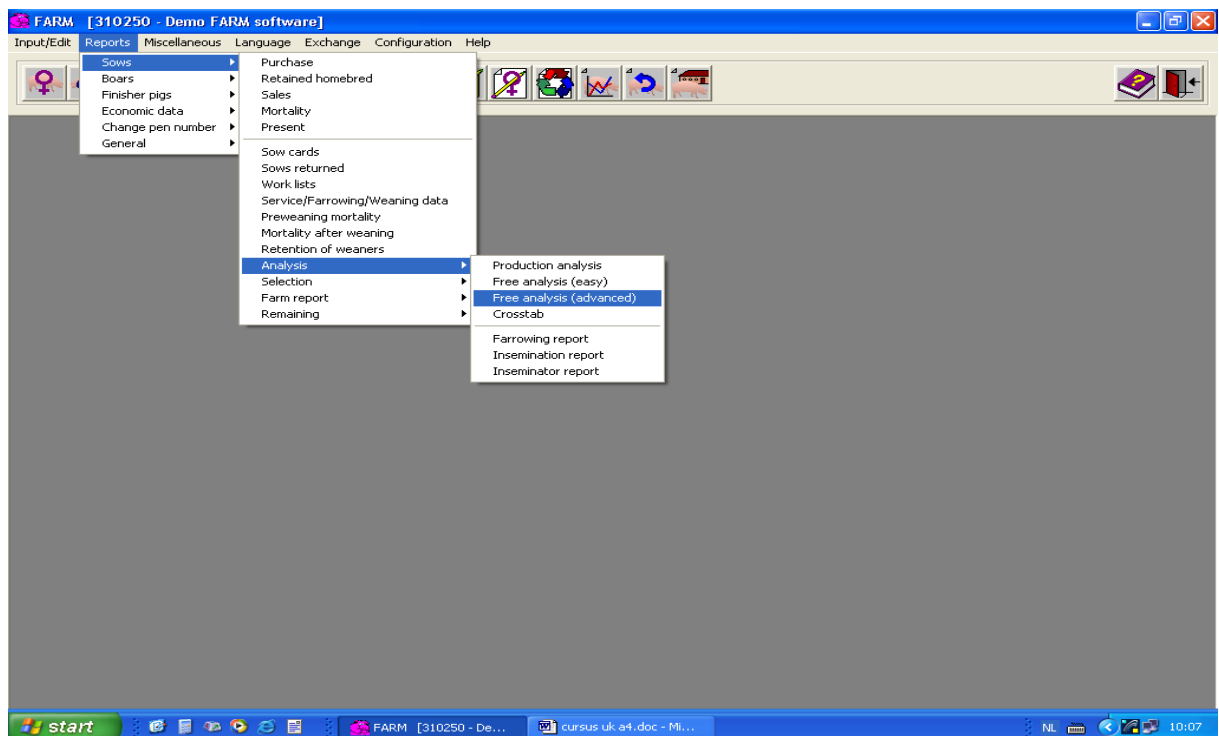 FARM [310250 - Demo FARM software]
Input/Edit Reports Miscellaneous Language Exchange Configuration Help
Sows
Boars
Finisher pigs
Economic data
Change pen number
General
Purchase
Retained homebred
Sales
Mortality
Present
Sow cards
Sows returned
Work lists
Service/Farrowing/Weaning data
Preweaning mortality
Mortality after weaning
Retention of weaners
Analysis
Selection
Farm report
Remaining
Production analysis
Free analysis (easy)
Free analysis (advanced)
Crosstab
Farrowing report
Insemination report
Inseminator report
start FARM [310250 - De... cursus uk a4.doc - Mi... NL 10:07